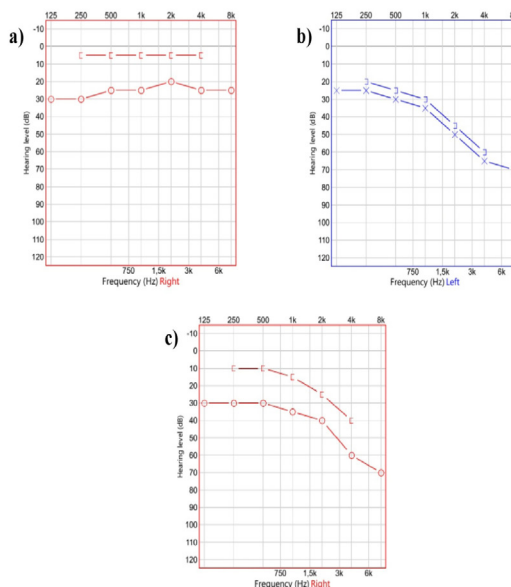 a)
125 250 500 1k 2k 4k 8k
-10
0
10
20
30
40
50
60
70
80
90
100
110
120
Hearing level (dB)
750 1,5k 3k 6k
Frequency (Hz) Right
b)
125 250 500 1k 2k 4k 8k
-10
0
10
20
30
40
50
60
70
80
90
100
110
120
Hearing level (dB)
750 1,5k 3k 6k
Frequency (Hz) Left
c)
125 250 500 1k 2k 4k 8k
-10
0
10
20
30
40
50
60
70
80
90
100
110
120
Hearing level (dB)
750 1,5k 3k 6k
Frequency (Hz) Right